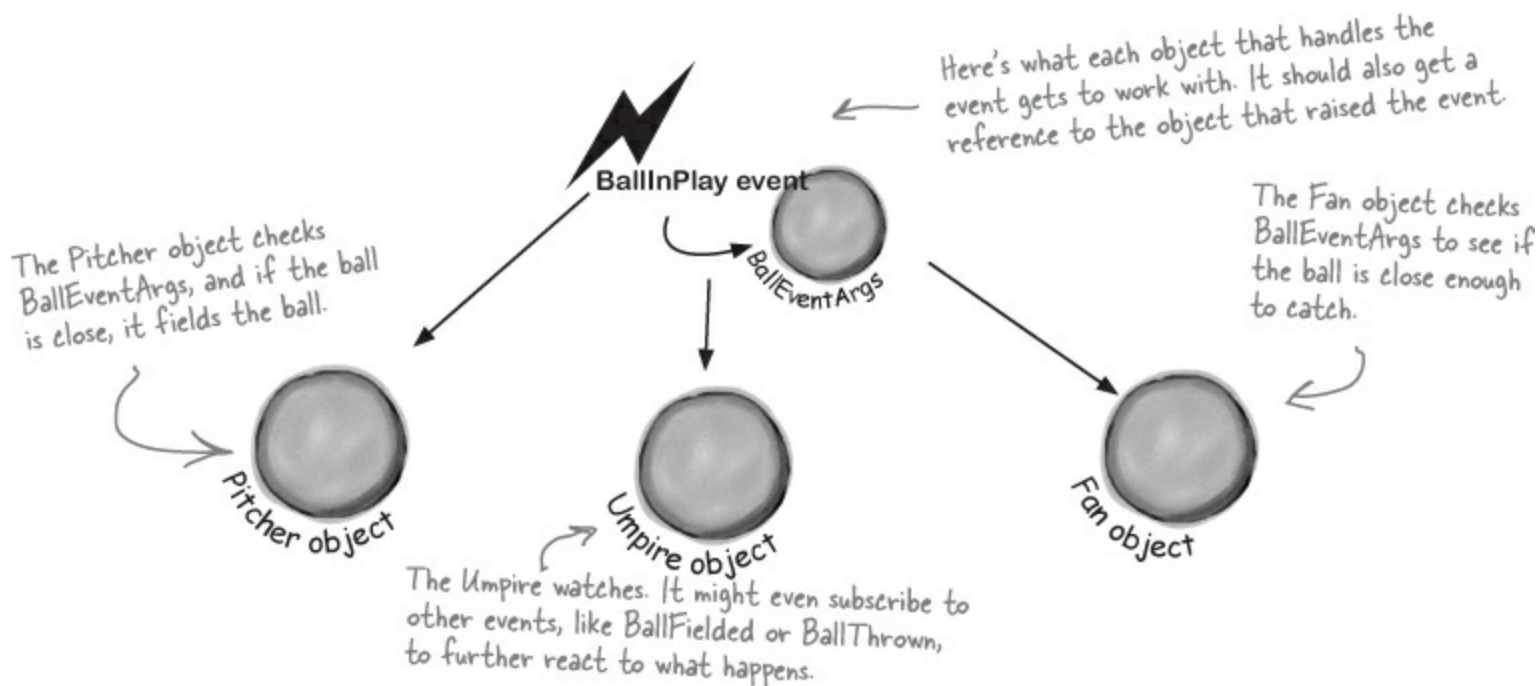 Here's what each object that handles the
event gets to work with. It should also get a
reference to the object that raised the event.
BallInPlay event
BallEventArgs
The Pitcher object checks
BallEventArgs, and if the ball
is close, it fields the ball.
The Fan object checks
BallEventArgs to see if
the ball is close enough
to catch.
Pitcher object
Umpire object
Fan object
The Umpire watches. It might even subscribe to
other events, like BallFielded or BallThrown,
to further react to what happens.